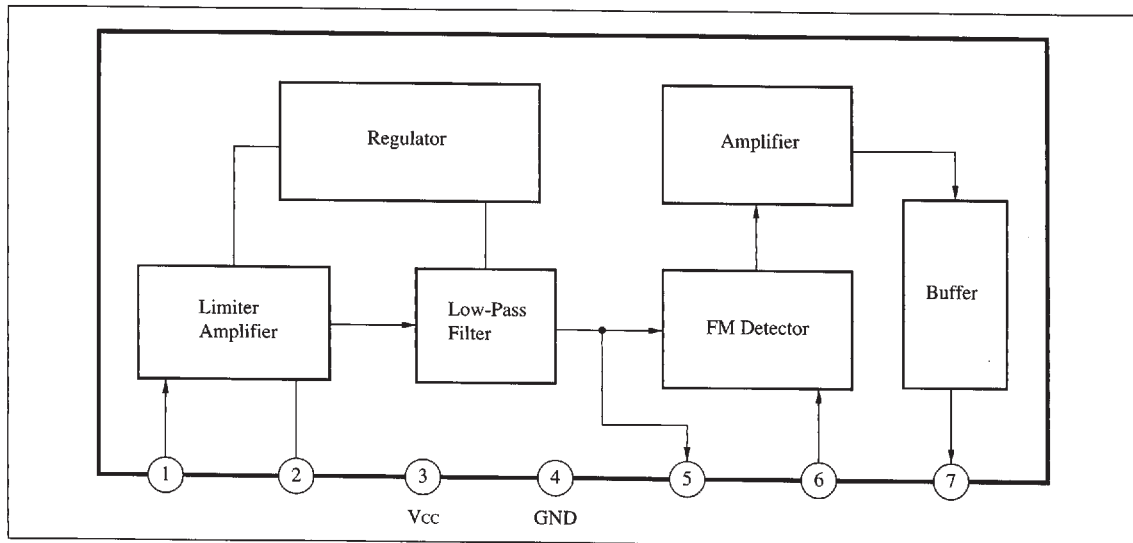 Regulator
Amplifier
Limiter
Amplifier
Low-Pass
Filter
FM Detector
Buffer
1
2
3
4
5
6
7
Vcc
GND